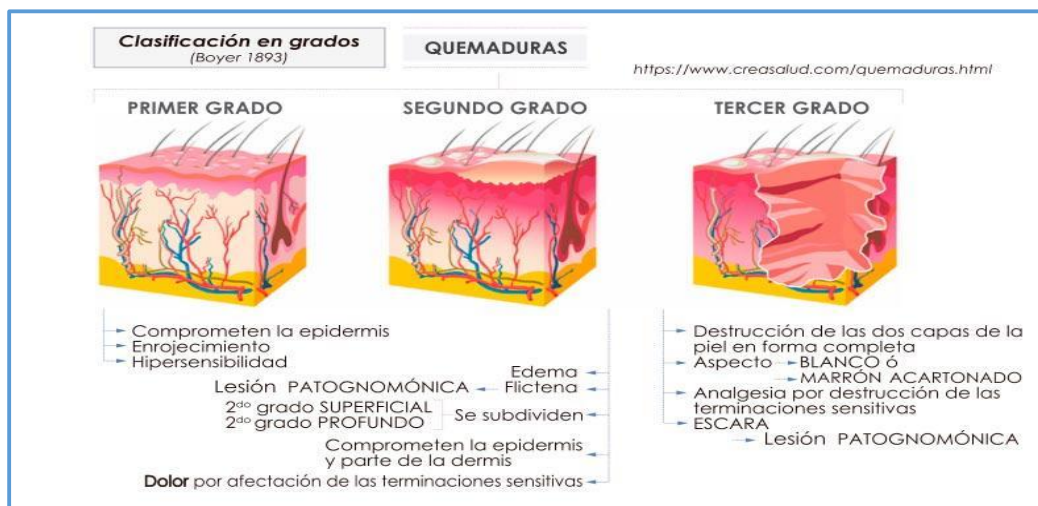 Clasificación en grados
(Boyer 1893)
QUEMADURAS
https://www.creasalud.com/quemaduras.html
PRIMER GRADO
SEGUNDO GRADO
TERCER GRADO
Comprometen la epidermis
Enrojecimiento
Hipersensibilidad
Edema
Lesión PATOGNOMÓNICA
Flictena
2do grado SUPERFICIAL
2do grado PROFUNDO
Se subdividen
Comprometen la epidermis
y parte de la dermis
Dolor por afectación de las terminaciones sensitivas
Destrucción de las dos capas de la
piel en forma completa
Aspecto
BLANCO ó
MARRÓN ACARTONADO
Analgesia por destrucción de las
terminaciones sensitivas
ESCARA
Lesión PATOGNOMÓNICA